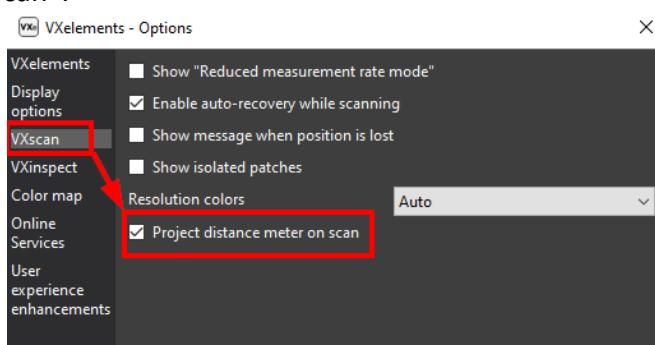 VXelements - Options
VXelements
Display
options
VXscan
VXinspect
Color map
Online
Services
User
experience
enhancements
Show "Reduced measurement rate
mode"
Enable auto-recovery while scanning
Show message when position is lost
Show isolated patches
Resolution colors
Auto
Project distance meter on scan